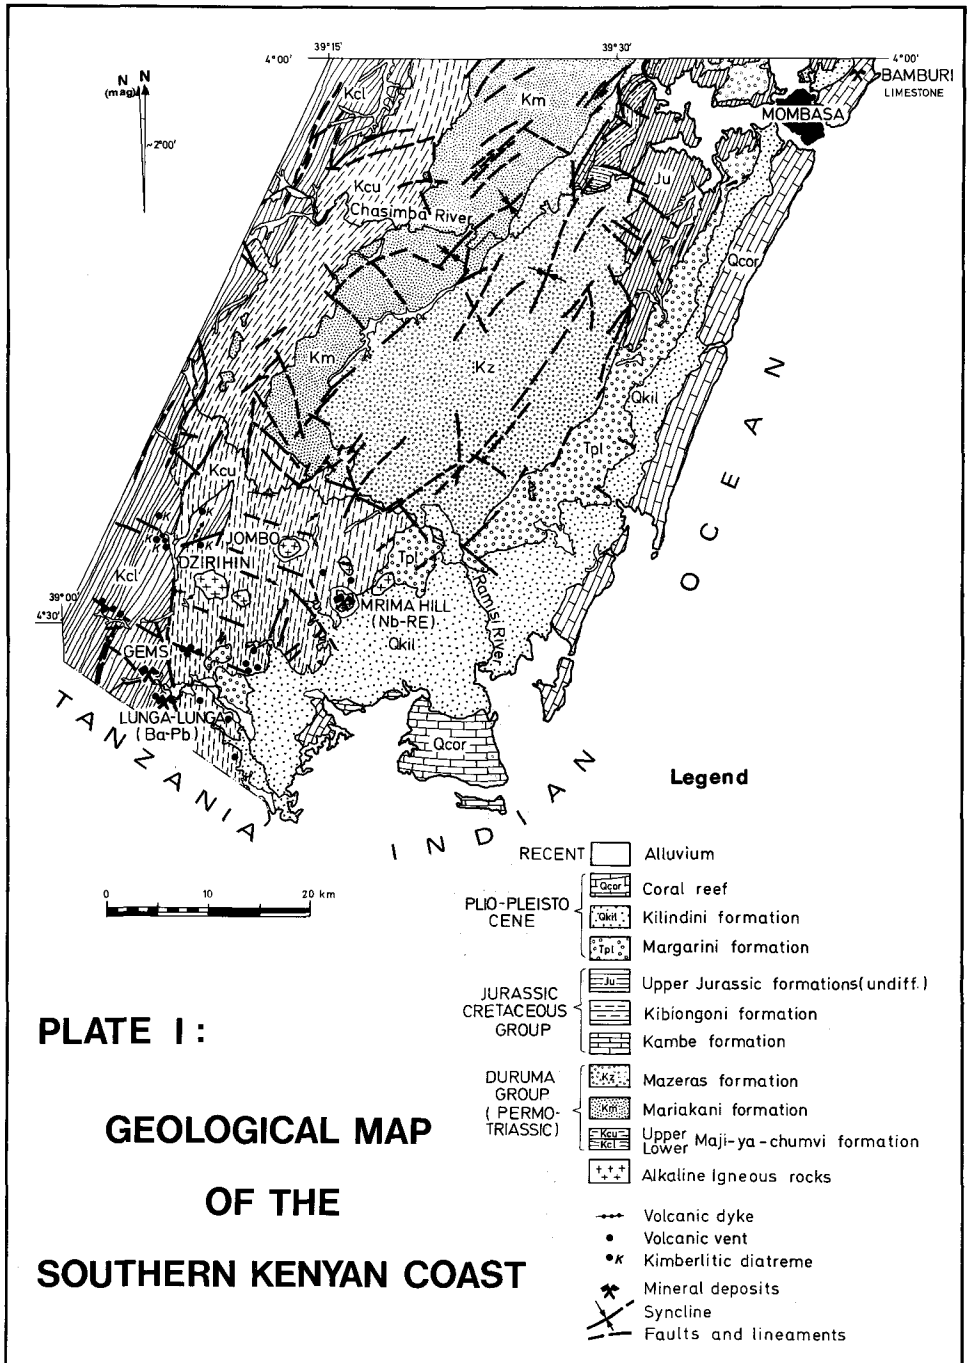 39°15'
39°30'
4°00'
4°00'
N
N
(mag)
~2°00'
BAMBURI
LIMESTONE
MOMBASA
Kcl
Km
Kcu
Ju
Chasimba River
Qcor
Km
Kz
Qkil
Tpl
Kcu
JOMBO
DZIRIHINI
K
K
K
K
Kcl
Tpl
39°00'
4°30'
MRIMA HILL
(Nb-RE)
Ramisi River
Qkil
GEMS
LUNGA-LUNGA
(Ba-Pb)
Qcor
TANZANIA
INDIAN
OCEAN
0 10 20 km
Legend
RECENT Alluvium
PLIO-PLEISTO
CENE
Qcor Coral reef
Qkil Kilindini formation
Tpl Margarini formation
JURASSIC
CRETACEOUS
GROUP
Ju Upper Jurassic formations(undiff.)
Kibiongoni formation
Kambe formation
DURUMA
GROUP
(PERMO-
TRIASSIC)
Kz Mazeras formation
Km Mariakani formation
Kcu Upper
Kcl Lower Maji-ya-chumvi formation
Alkaline Igneous rocks
Volcanic dyke
Volcanic vent
K Kimberlitic diatreme
Mineral deposits
Syncline
Faults and lineaments
PLATE I:
GEOLOGICAL MAP
OF THE
SOUTHERN KENYAN COAST